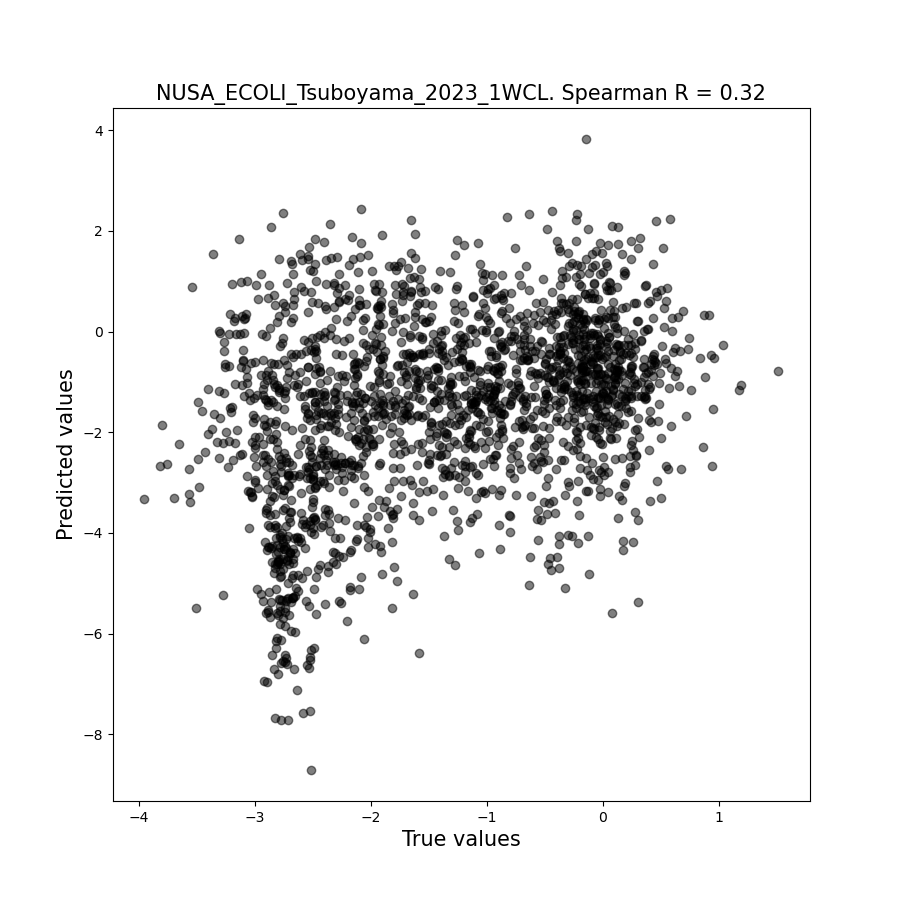 NUSA_ECOLI_Tsuboyama_2023_1WCL. Spearman R = 0.32
4
2
0
−2
−4
−6
−8
Predicted values
−4 −3 −2 −1 0 1
True values